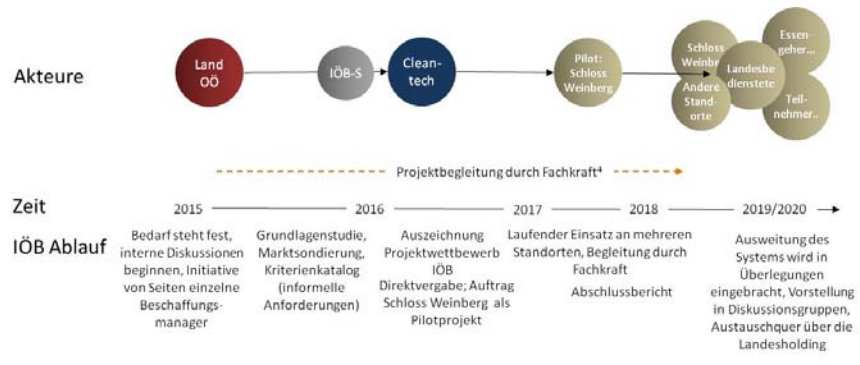 Akteure
Land
OÖ
IÖB-S
Clean-
tech
Pilot:
Schloss
Weinberg
Schloss
Weinberg
Andere
Stand-
orte
Landesbe
dienstete
Essen-
geher...
Teil-
nehmer..
Projektbegleitung durch Fachkraft⁴
Zeit
2015
2016
2017
2018
2019/2020
IÖB Ablauf
Bedarf steht fest,
interne Diskussionen
beginnen, Initiative
von Seiten einzelne
Beschaffungs-
manager
Grundlagenstudie,
Marktsondierung,
Kriterienkatalog
(informelle
Anforderungen)
Auszeichnung
Projektwettbewerb
IÖB
Direktvergabe; Auftrag
Schloss Weinberg als
Pilotprojekt
Laufender Einsatz an mehreren
Standorten, Begleitung durch
Fachkraft
Abschlussbericht
Ausweitung des
Systems wird in
Überlegungen
eingebracht, Vorstellung
in Diskussionsgruppen,
Austauschquer über die
Landesholding